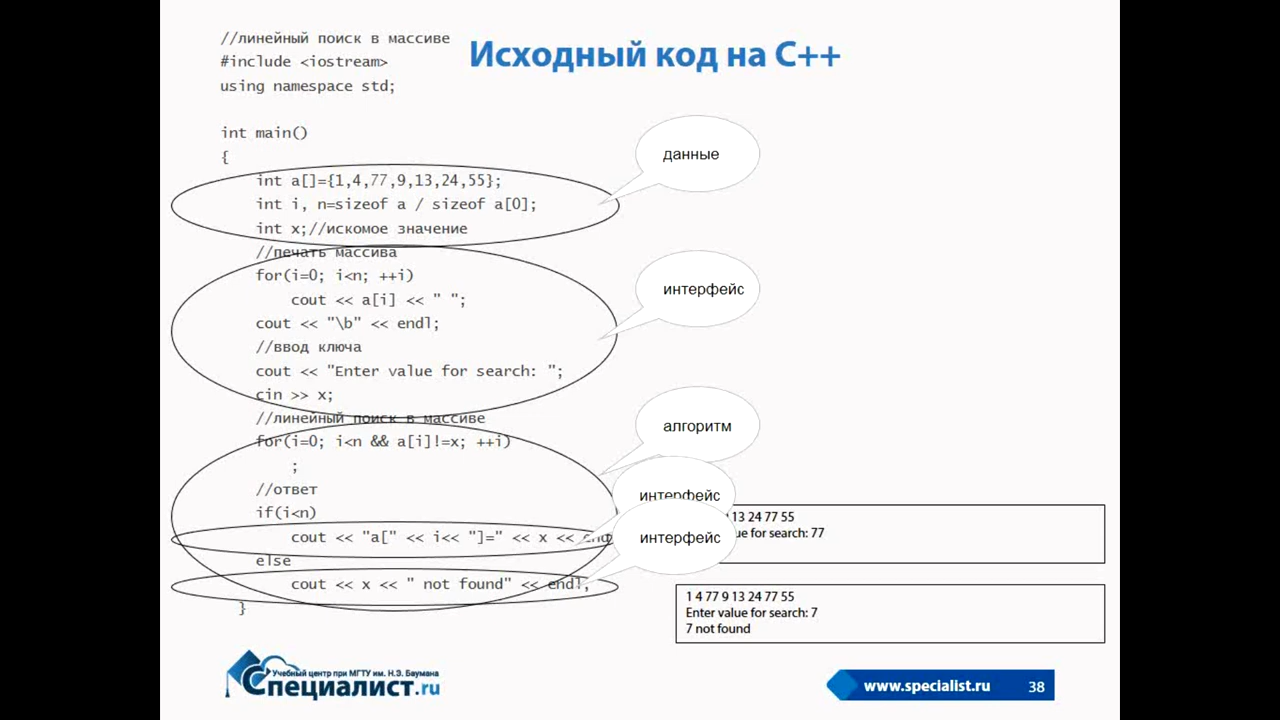 //линейный поиск в массиве
#include <iostream>
using namespace std;
Исходный код на C++
int main()
{
int a[]={1,4,77,9,13,24,55};
int i, n=sizeof a / sizeof a[0];
int x;//искомое значение
данные
//печать массива
for(i=0; i<n; ++i)
cout << a[i] << " ";
cout << "\b" << endl;
//ввод ключа
cout << "Enter value for search: ";
cin >> x;
интерфейс
//линейный поиск в массиве
for(i=0; i<n && a[i]!=x; ++i)
;
алгоритм
//ответ
if(i<n)
cout << "a[" << i<< "]=" << x << end
интерфейс
else
cout << x << " not found" << endl;
интерфейс
}
13 24 77 55
ue for search: 77
1 4 77 9 13 24 77 55
Enter value for search: 7
7 not found
Учебный центр при МГТУ им. Н.Э. Баумана
Специалист.ru
www.specialist.ru
38